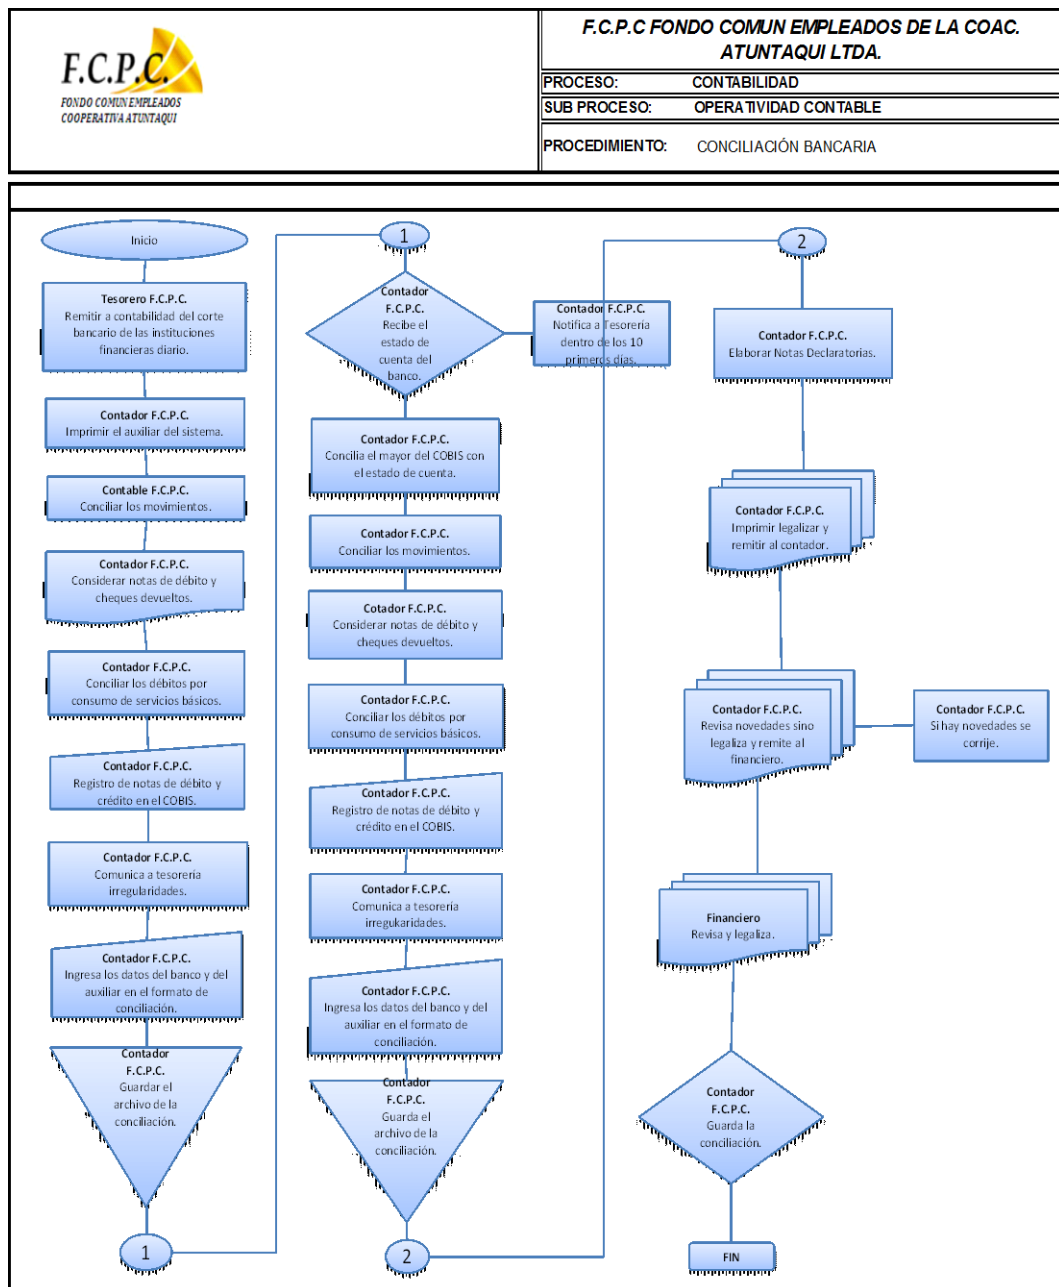 F.C.P.C.
FONDO COMUN EMPLEADOS
COOPERATIVA ATUNTAQUI
F.C.P.C FONDO COMUN EMPLEADOS DE LA COAC.
ATUNTAQUI LTDA.
PROCESO: CONTABILIDAD
SUB PROCESO: OPERATIVIDAD CONTABLE
PROCEDIMIENTO: CONCILIACIÓN BANCARIA
Inicio
Tesorero F.C.P.C.
Remitir a contabilidad del corte
bancario de las instituciones
financieras diario.
Contador F.C.P.C.
Imprimir el auxiliar del sistema.
Contable F.C.P.C.
Conciliar los movimientos.
Contador F.C.P.C.
Considerar notas de débito y
cheques devueltos.
Contador F.C.P.C.
Conciliar los débitos por
consumo de servicios básicos.
Contador F.C.P.C.
Registro de notas de débito y
crédito en el COBIS.
Contador F.C.P.C.
Comunica a tesorería
irregularidades.
Contador F.C.P.C.
Ingresa los datos del banco y del
auxiliar en el formato de
conciliación.
Contador
F.C.P.C.
Guardar el
archivo de la
conciliación.
1
1
Contador
F.C.P.C.
Recibe el
estado de
cuenta del
banco.
Contador F.C.P.C.
Notifica a Tesorería
dentro de los 10
primeros días.
Contador F.C.P.C.
Concilia el mayor del COBIS con
el estado de cuenta.
Contador F.C.P.C.
Conciliar los movimientos.
Cotador F.C.P.C.
Considerar notas de débito y
cheques devueltos.
Contador F.C.P.C.
Conciliar los débitos por
consumo de servicios básicos.
Contador F.C.P.C.
Registro de notas de débito y
crédito en el COBIS.
Contador F.C.P.C.
Comunica a tesorería
irregukaridades.
Contador F.C.P.C.
Ingresa los datos del banco y del
auxiliar en el formato de
conciliación.
Contador
F.C.P.C.
Guarda el
archivo de la
conciliación.
2
2
Contador F.C.P.C.
Elaborar Notas Declaratorias.
Contador F.C.P.C.
Imprimir legalizar y
remitir al contador.
Contador F.C.P.C.
Revisa novedades sino
legaliza y remite al
financiero.
Contador F.C.P.C.
Si hay novedades se
corrije.
Financiero
Revisa y legaliza.
Contador
F.C.P.C.
Guarda la
conciliación.
FIN